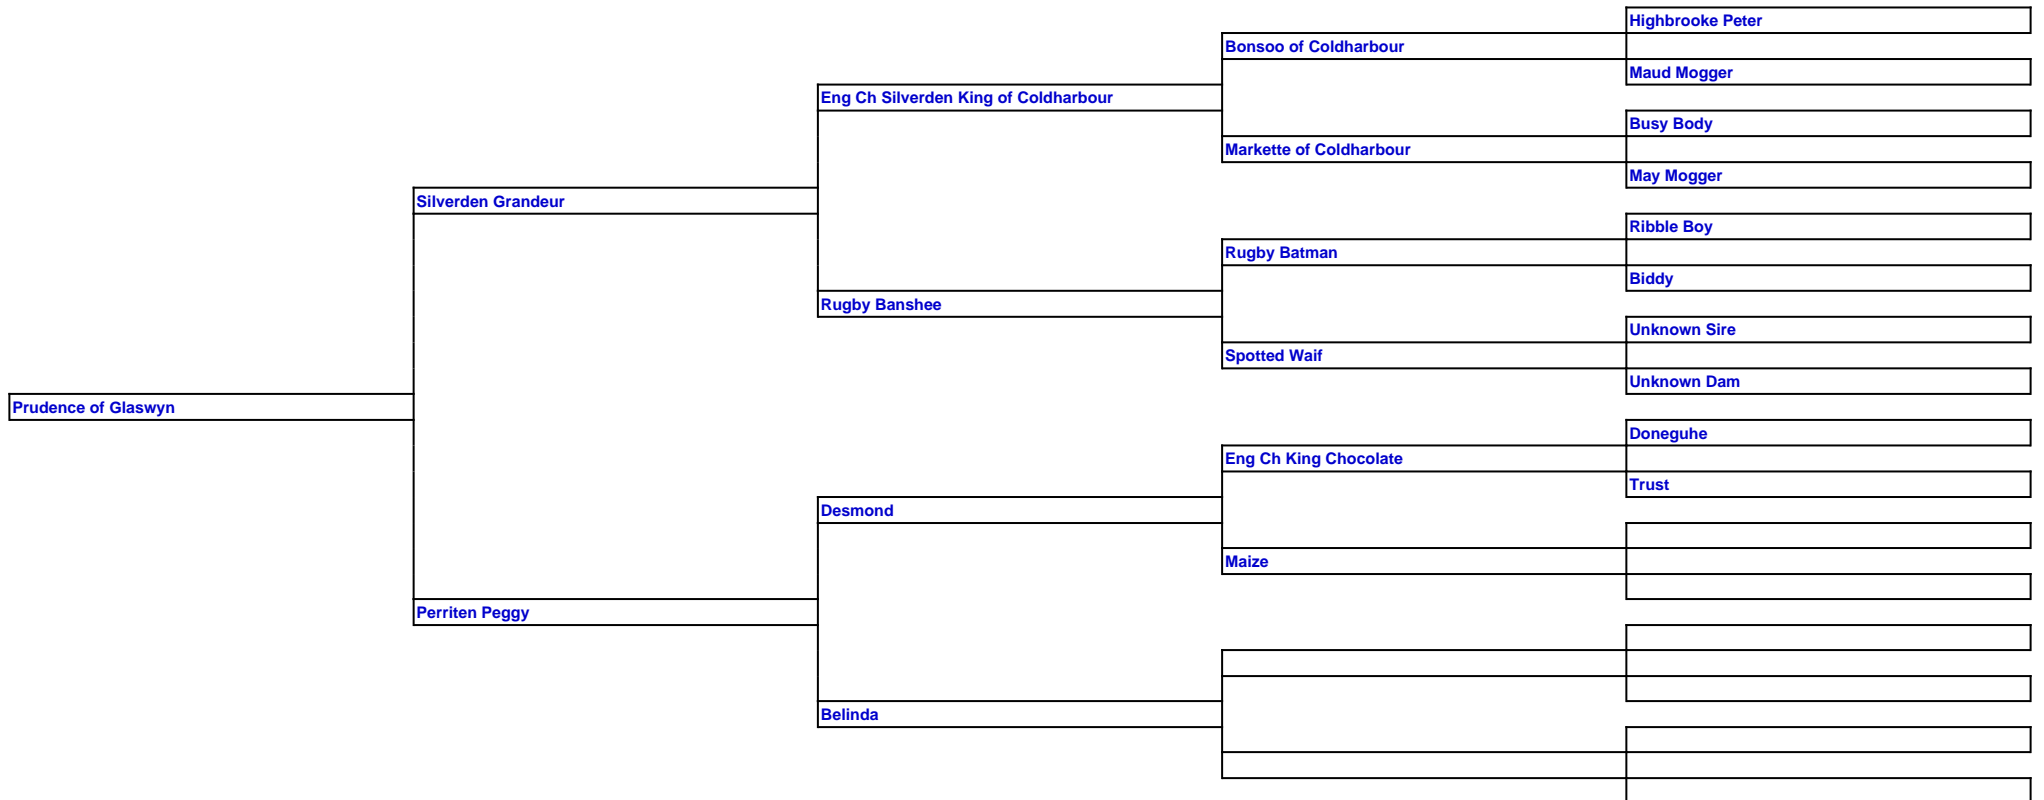 Highbrooke Peter
Bonsoo of Coldharbour
Maud Mogger
Eng Ch Silverden King of Coldharbour
Busy Body
Markette of Coldharbour
May Mogger
Silverden Grandeur
Ribble Boy
Rugby Batman
Biddy
Rugby Banshee
Unknown Sire
Spotted Waif
Unknown Dam
Prudence of Glaswyn
Doneguhe
Eng Ch King Chocolate
Trust
Desmond
Maize
Perriten Peggy
Belinda